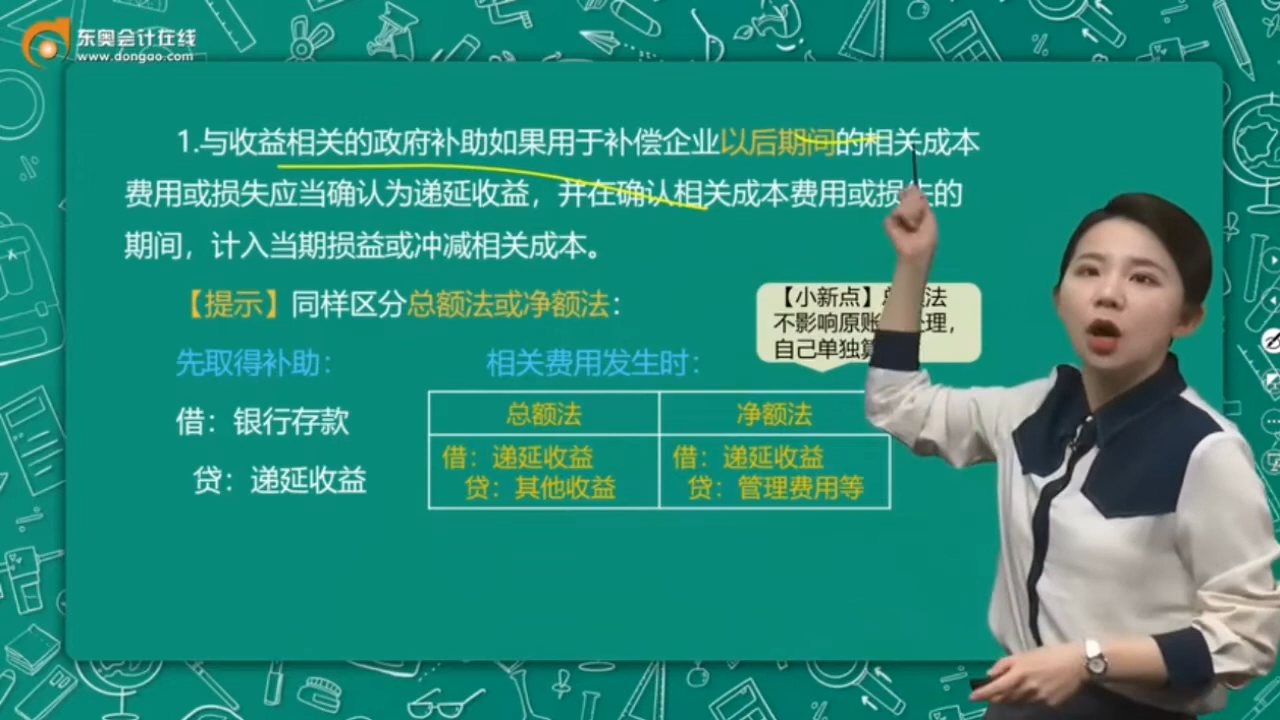 东奥会计在线
www.dongao.com
1.与收益相关的政府补助如果用于补偿企业以后期间的相关成本
费用或损失应当确认为递延收益，并在确认相关成本费用或损失的
期间，计入当期损益或冲减相关成本。
【提示】同样区分总额法或净额法：
【小新点】总额法
不影响原账务处理，
自己单独算
先取得补助：
相关费用发生时：
借：银行存款
贷：递延收益
总额法
净额法
借：递延收益
贷：其他收益
借：递延收益
贷：管理费用等